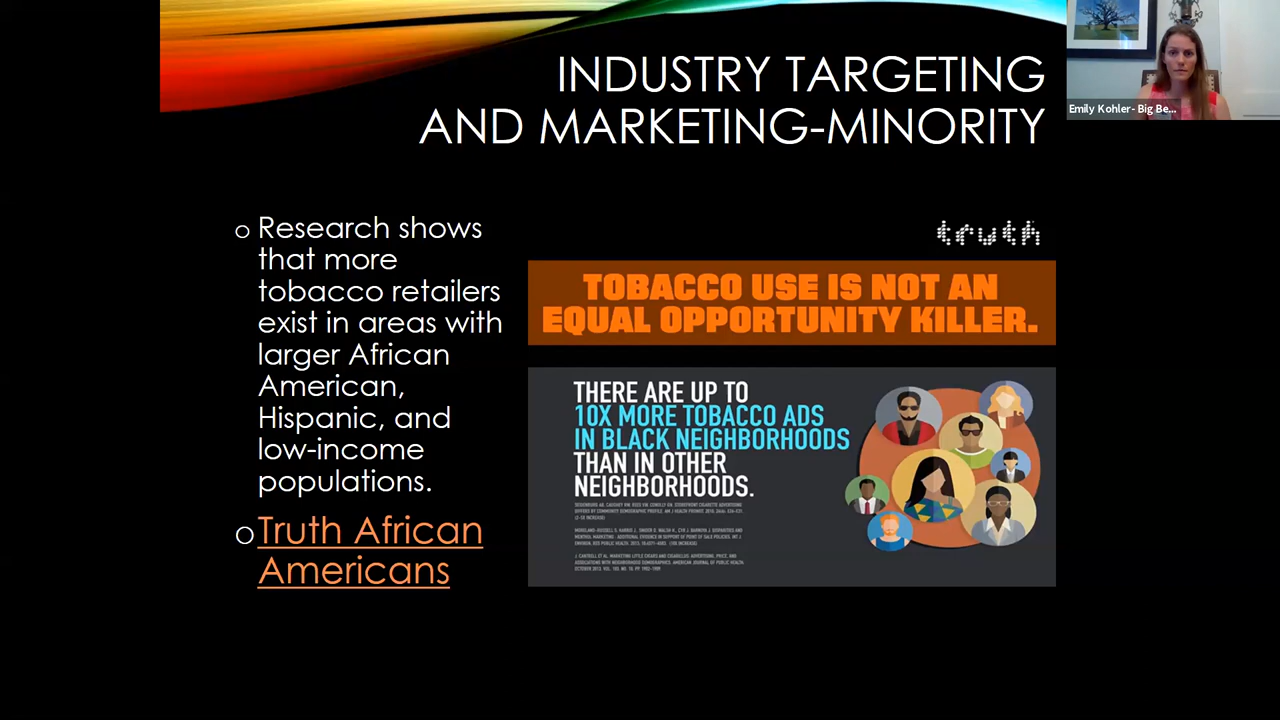 INDUSTRY TARGETING
AND MARKETING-MINORITY
Emily Kohler- Big Be...
o Research shows
that more
tobacco retailers
exist in areas with
larger African
American,
Hispanic, and
low-income
populations.
o Truth African
Americans
truth
TOBACCO USE IS NOT AN
EQUAL OPPORTUNITY KILLER.
THERE ARE UP TO
10X MORE TOBACCO ADS
IN BLACK NEIGHBORHOODS
THAN IN OTHER
NEIGHBORHOODS.